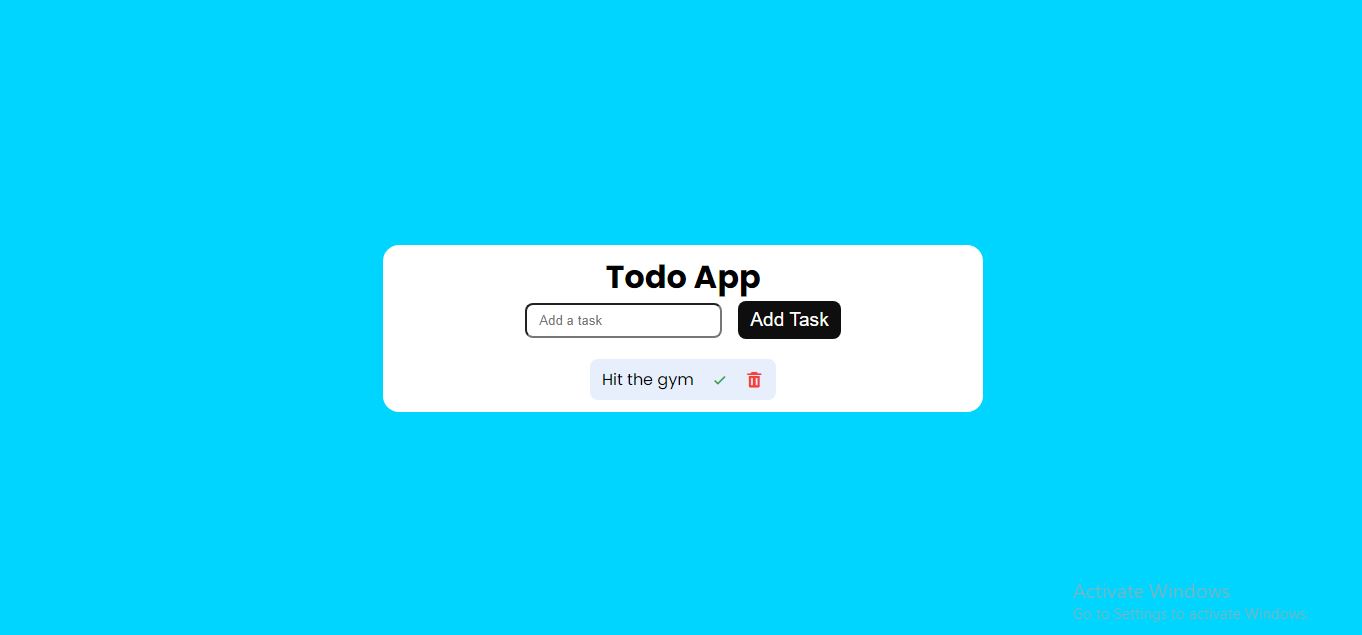 Todo App
Add a task
Add Task
Hit the gym
Activate Windows
Go to Settings to activate Windows.